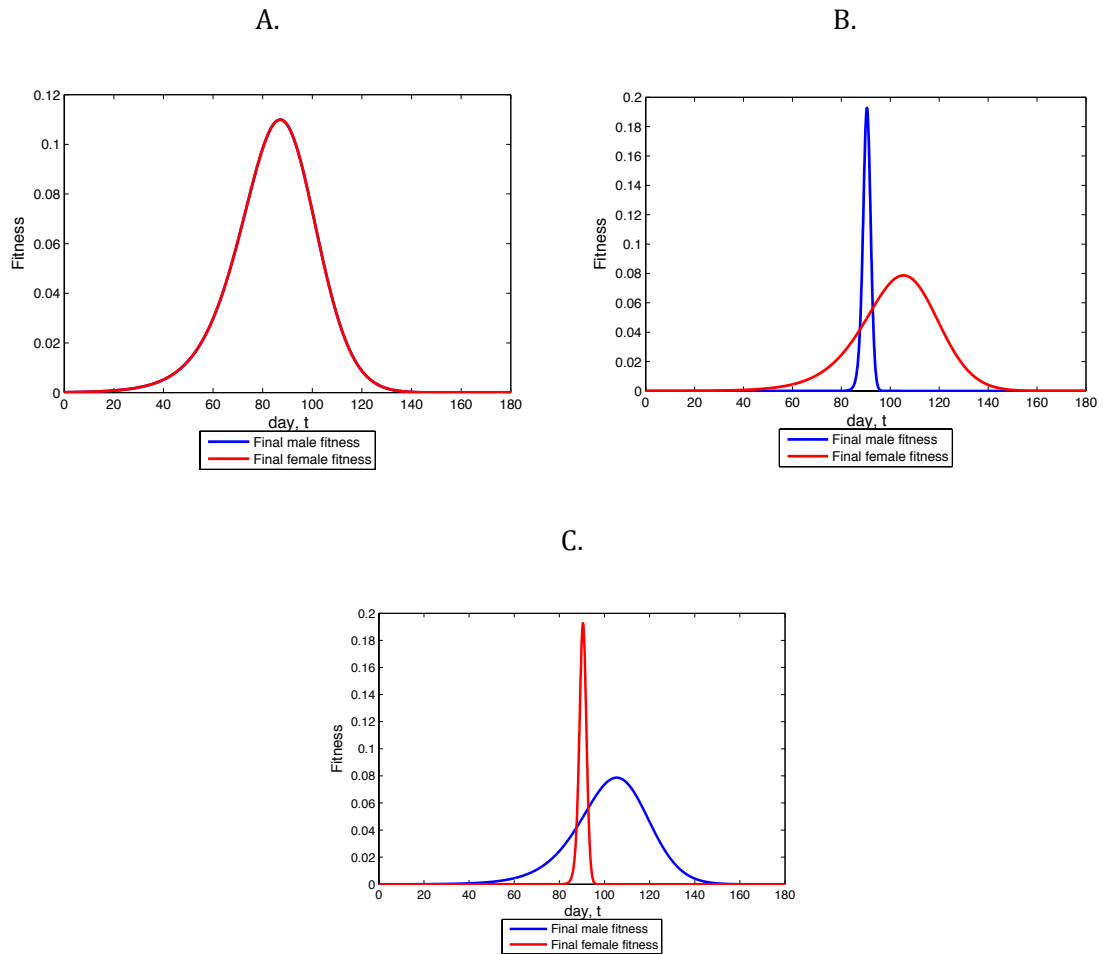 A.
B.
0.12
0.1
0.08
0.06
0.04
0.02
0
Fitness
0 20 40 60 80 100 120 140 160 180
day, t
Final male fitness
Final female fitness
0.2
0.18
0.16
0.14
0.12
0.1
0.08
0.06
0.04
0.02
0
Fitness
0 20 40 60 80 100 120 140 160 180
day, t
Final male fitness
Final female fitness
C.
0.2
0.18
0.16
0.14
0.12
0.1
0.08
0.06
0.04
0.02
0
Fitness
0 20 40 60 80 100 120 140 160 180
day, t
Final male fitness
Final female fitness